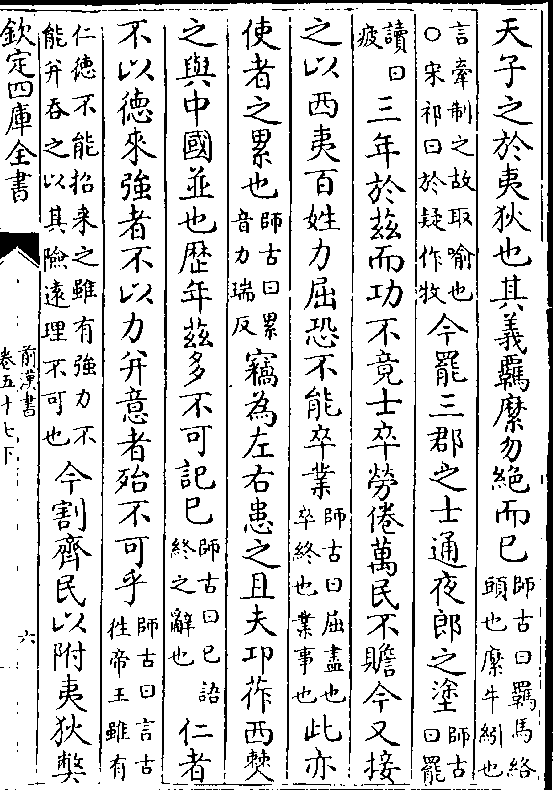 天子之於夷狄也其義羈縻勿絶而已師古曰羈馬絡頭也縻牛紖也
言牽制之故取喻也〇宋祁曰於疑作牧今罷三郡之士通夜郎之塗師古曰罷
讀曰疲三年於兹而功不竟士卒勞倦萬民不贍今又接
之以西夷百姓力屈恐不能卒業師古曰屈盡也卒終也業事也此亦
使者之累也師古曰累音力瑞反竊為左右患之且夫卭莋西僰
之與中國並也歴年兹多不可記已師古曰已語終之辭也仁者
不以德來強者不以力并意者殆不可乎師古曰言古往帝王雖有
仁德不能招来之雖有強力不能并吞之以其險遠理不可也今割齊民以附夷狄弊
欽定四庫全書
前漢書
卷五十七下
六